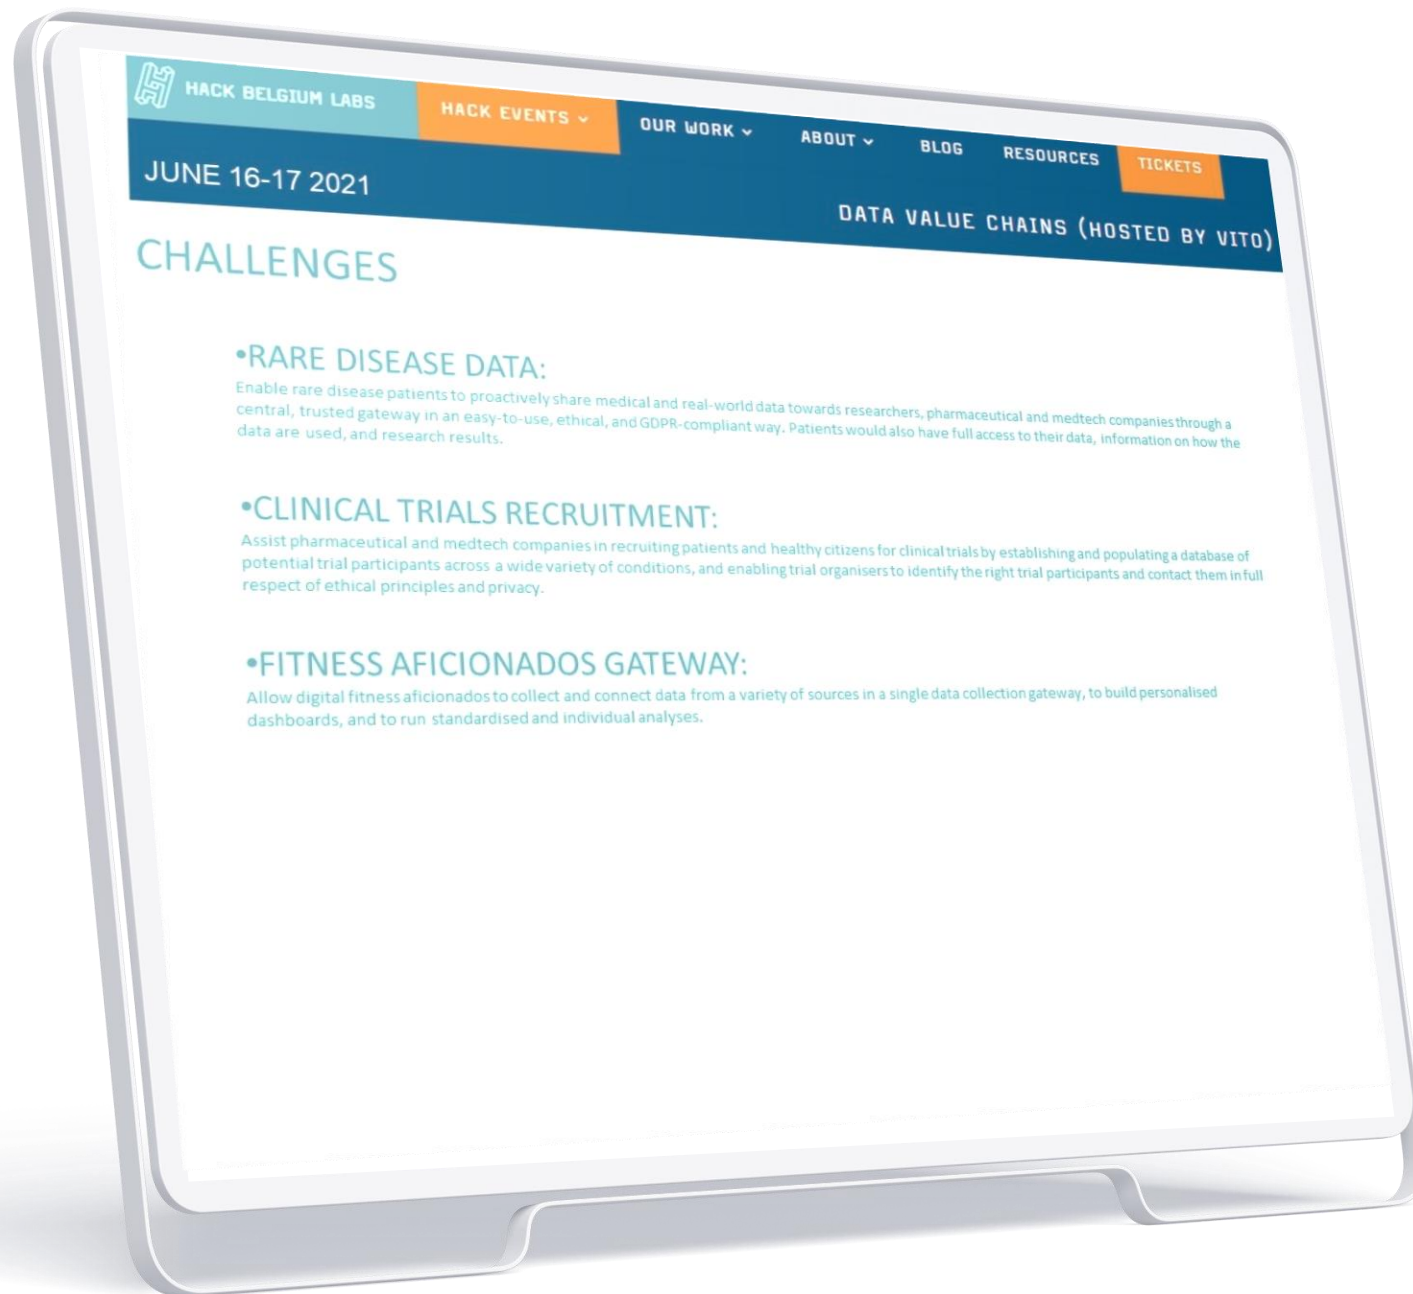 HACK BELGIUM LABS
HACK EVENTS
OUR WORK
ABOUT
BLOG
RESOURCES
TICKETS
JUNE 16-17 2021
DATA VALUE CHAINS (HOSTED BY VITO)
CHALLENGES
•RARE DISEASE DATA:
Enable rare disease patients to proactively share medical and real-world data towards researchers, pharmaceutical and medtech companies through a
central, trusted gateway in an easy-to-use, ethical, and GDPR-compliant way. Patients would also have full access to their data, information on how the
data are used, and research results.
•CLINICAL TRIALS RECRUITMENT:
Assist pharmaceutical and medtech companies in recruiting patients and healthy citizens for clinical trials by establishing and populating a database of
potential trial participants across a wide variety of conditions, and enabling trial organisers to identify the right trial participants and contact them in full
respect of ethical principles and privacy.
•FITNESS AFICIONADOS GATEWAY:
Allow digital fitness aficionados to collect and connect data from a variety of sources in a single data collection gateway, to build personalised
dashboards, and to run standardised and individual analyses.